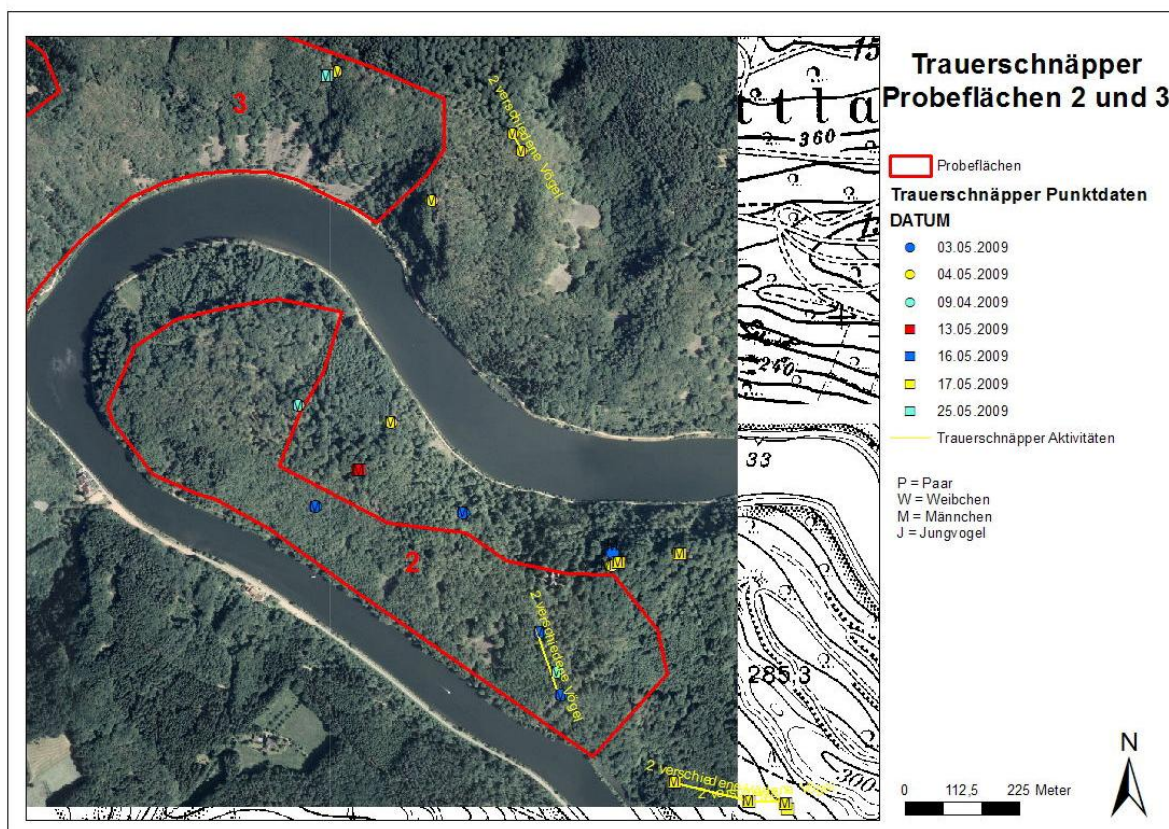 Trauerschnäpper
Probeflächen 2 und 3
Probeflächen
Trauerschnäpper Punktdaten
DATUM
03.05.2009
04.05.2009
09.04.2009
13.05.2009
16.05.2009
17.05.2009
25.05.2009
Trauerschnäpper Aktivitäten
P = Paar
W = Weibchen
M = Männchen
J = Jungvogel
N
0 112,5 225 Meter
3
M
M
2 verschiedene Vögel
M
M
M
ttla
360
240
33
M
M
M
M
M
2
M
M
2 verschiedene Vögel
285,3
300
2 verschiedene
M
M
M